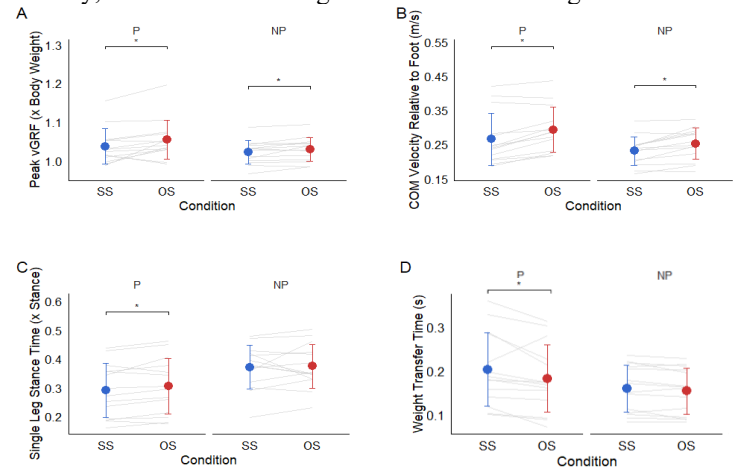 A
P
NP
*
*
Peak vGRF (x Body Weight)
1.3
1.2
1.1
1.0
SS
OS
SS
OS
Condition
B
P
NP
*
*
COM Velocity Relative to Foot (m/s)
0.55
0.35
0.25
0.15
SS
OS
SS
OS
Condition
C
P
NP
*
Single Leg Stance Time (x Stance)
0.6
0.5
0.4
0.3
0.2
SS
OS
SS
OS
Condition
D
P
NP
*
Weight Transfer Time (s)
0.3
0.2
0.1
SS
OS
SS
OS
Condition